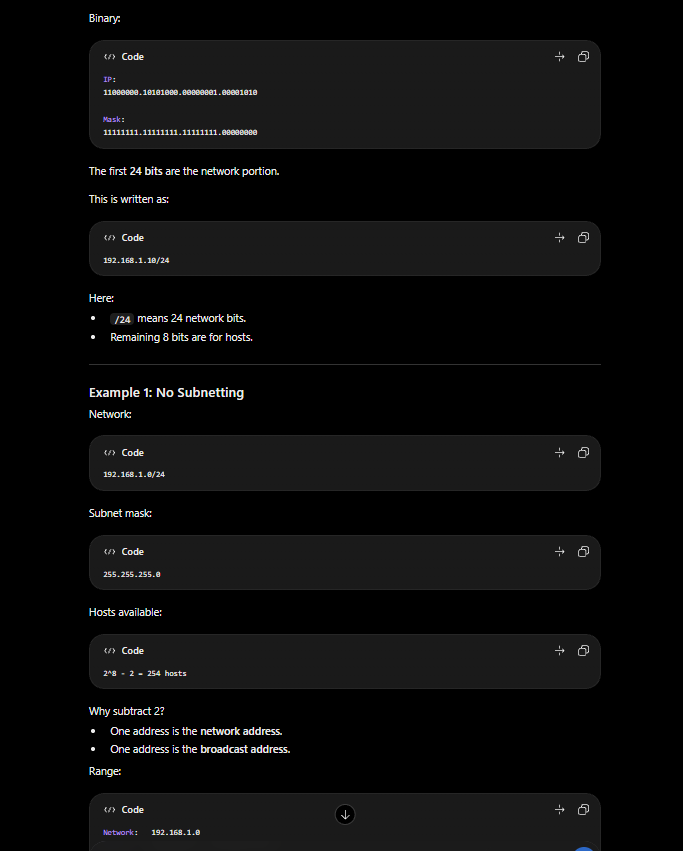 Binary:
Code
IP:
11000000.10101000.00000001.00001010
Mask:
11111111.11111111.11111111.00000000
The first 24 bits are the network portion.
This is written as:
Code
192.168.1.10/24
Here:
/24 means 24 network bits.
Remaining 8 bits are for hosts.
Example 1: No Subnetting
Network:
Code
192.168.1.0/24
Subnet mask:
Code
255.255.255.0
Hosts available:
Code
2^8 - 2 = 254 hosts
Why subtract 2?
One address is the network address.
One address is the broadcast address.
Range:
Code
Network: 192.168.1.0